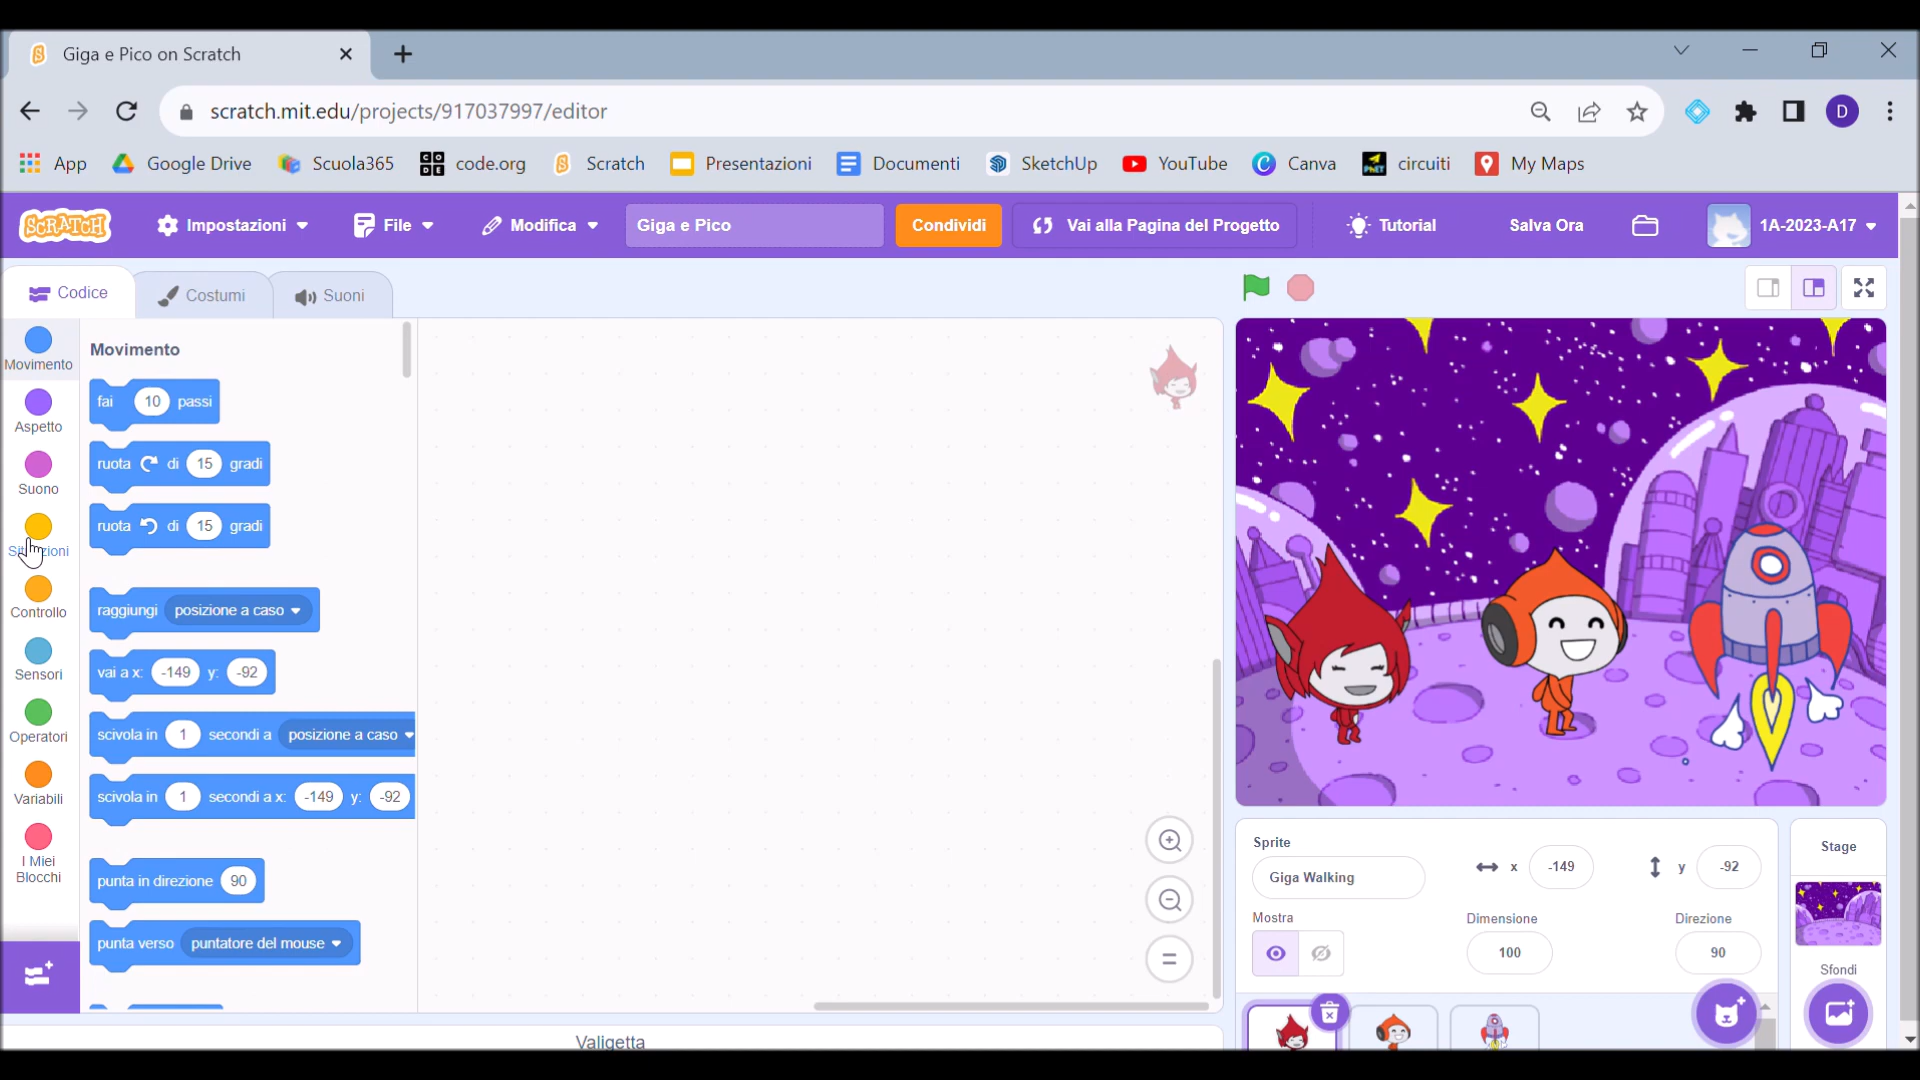 Giga e Pico on Scratch
scratch.mit.edu/projects/917037997/editor
D
App Google Drive Scuola365 code.org Scratch Presentazioni Documenti SketchUp YouTube Canva circuiti My Maps
SCRATCH Impostazioni File Modifica Giga e Pico Condividi Vai alla Pagina del Progetto Tutorial Salva Ora 1A-2023-A17
Codice Costumi Suoni
Movimento
Aspetto
Suono
Controllo
Sensori
Operatori
Variabili
I Miei
Blocchi
Movimento
fai 10 passi
ruota di 15 gradi
ruota di 15 gradi
raggiungi posizione a caso
vai a x: -149 y: -92
scivola in 1 secondi a posizione a caso
scivola in 1 secondi a x: -149 y: -92
punta in direzione 90
punta verso puntatore del mouse
Valigetta
Sprite
Giga Walking
x -149 y -92
Mostra Dimensione Direzione
100 90
Stage
Sfondi